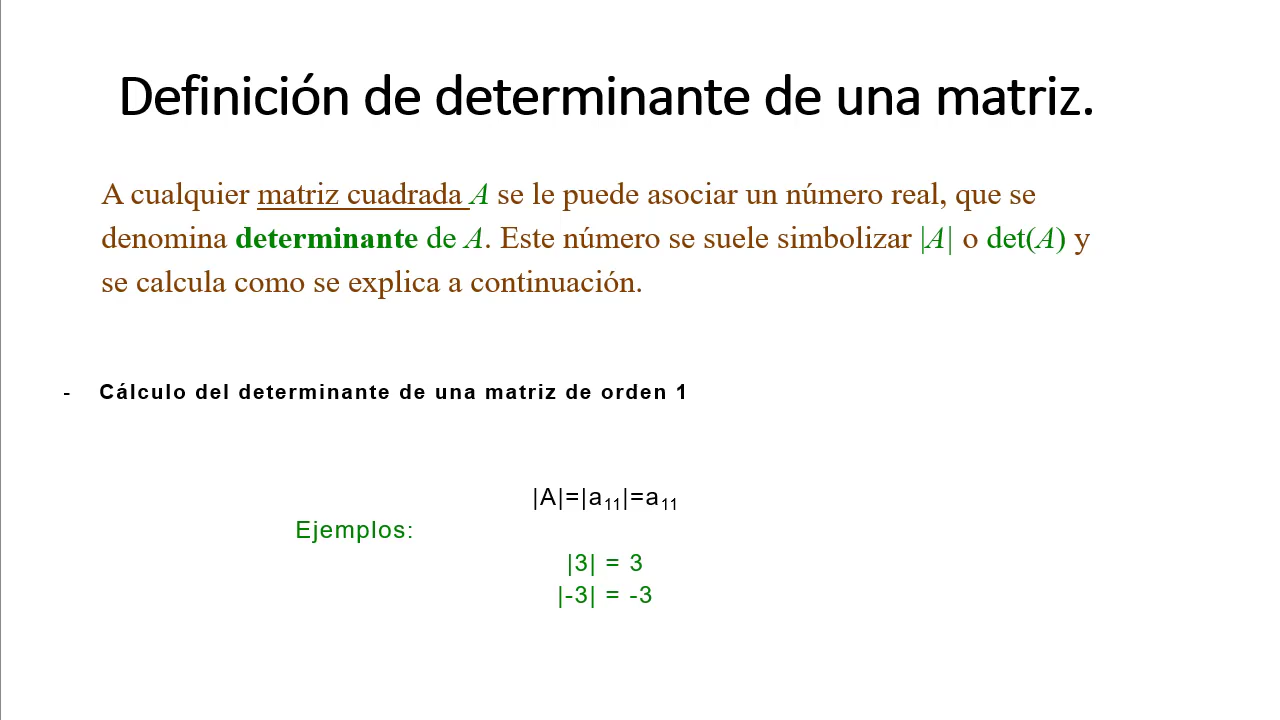 Definición de determinante de una matriz.
A cualquier matriz cuadrada A se le puede asociar un número real, que se
denomina determinante de A. Este número se suele simbolizar |A| o det(A) y
se calcula como se explica a continuación.
- Cálculo del determinante de una matriz de orden 1
|A|=|a₁₁|=a₁₁
Ejemplos:
|3| = 3
|-3| = -3